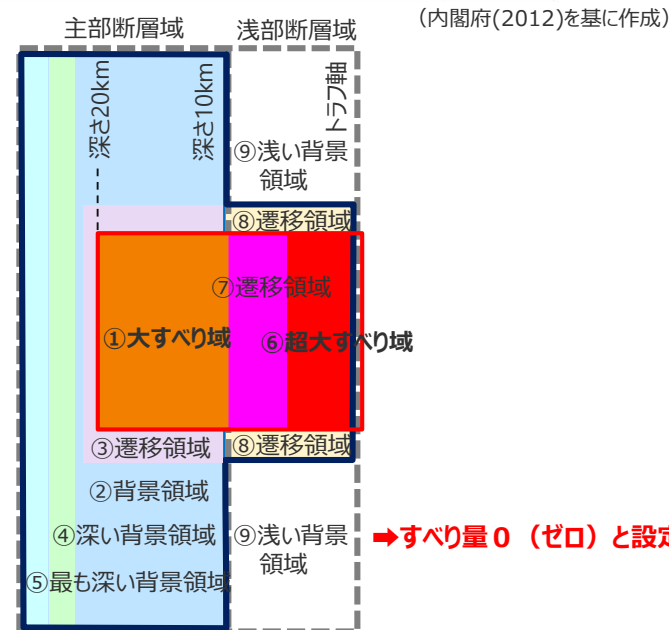 （内閣府(2012)を基に作成）
主部断層域
浅部断層域
深さ20km
深さ10km
トラフ軸
⑨浅い背景
領域
⑧遷移領域
⑦遷移領域
①大すべり域
⑥超大すべり域
③遷移領域
⑧遷移領域
②背景領域
④深い背景領域
⑨浅い背景
領域
➡すべり量０（ゼロ）と設定
⑤最も深い背景領域